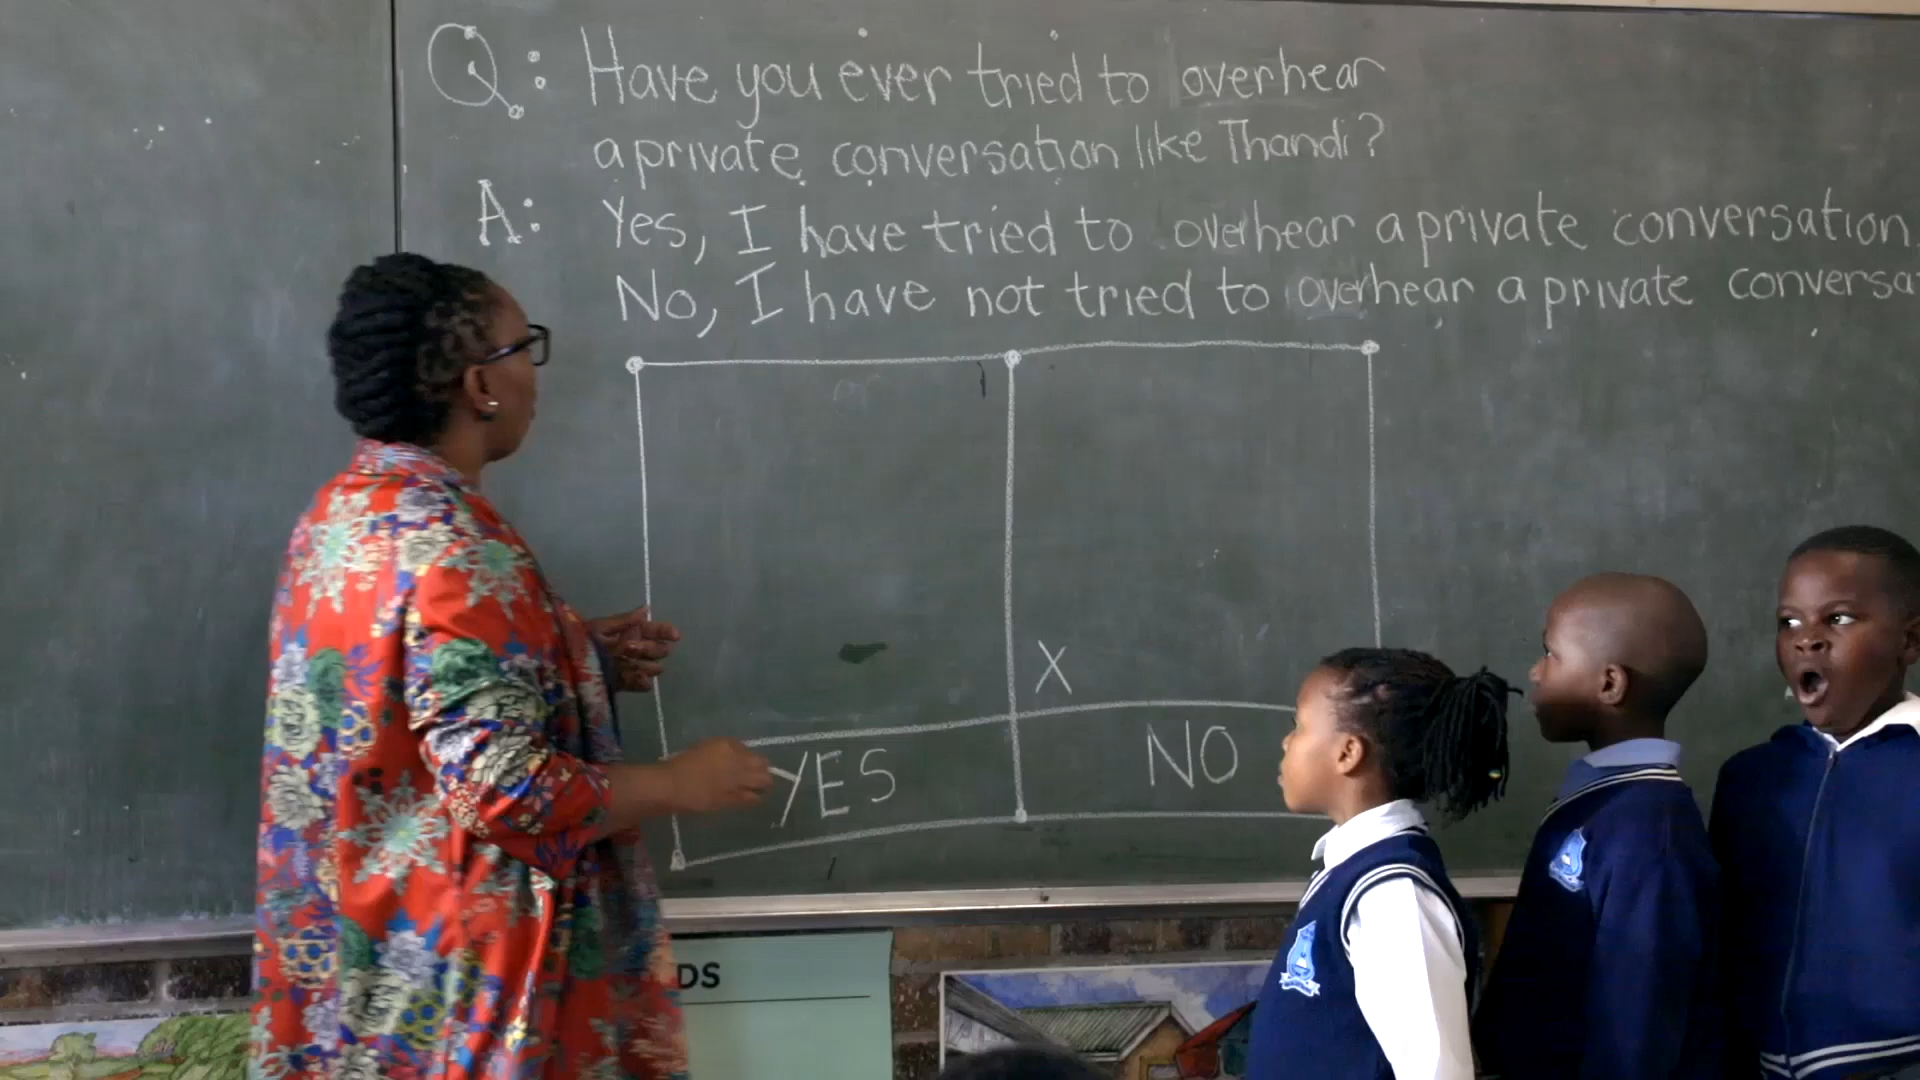 Q: Have you ever tried to overhear
a private conversation like Thandi?
A: Yes, I have tried to overhear a private conversation.
No, I have not tried to overhear a private conversa
X
YES NO
DS